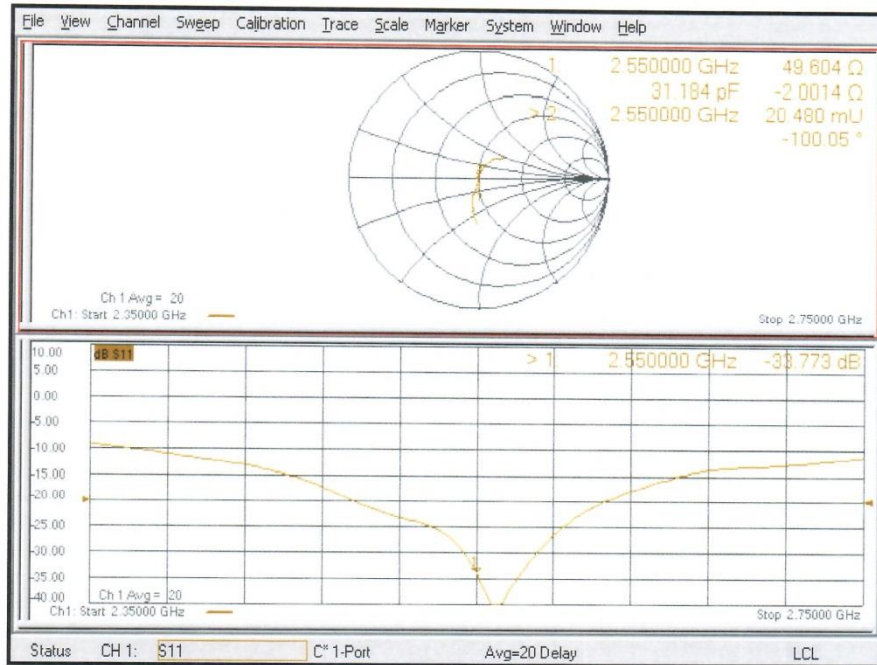 File View Channel Sweep Calibration Trace Scale Marker System Window Help
1 2.550000 GHz 49.604 Ω
31.184 pF -2.0014 Ω
> 2 2.550000 GHz 20.480 mU
-100.05 °
Ch 1 Avg = 20
Ch1: Start 2.35000 GHz
Stop 2.75000 GHz
10.00
dB S11
> 1 2.550000 GHz -33.773 dB
5.00
0.00
-5.00
-10.00
-15.00
-20.00
-25.00
-30.00
1
-35.00
-40.00
Ch 1 Avg = 20
Ch1: Start 2.35000 GHz
Stop 2.75000 GHz
Status CH 1: S11 C* 1-Port Avg=20 Delay LCL